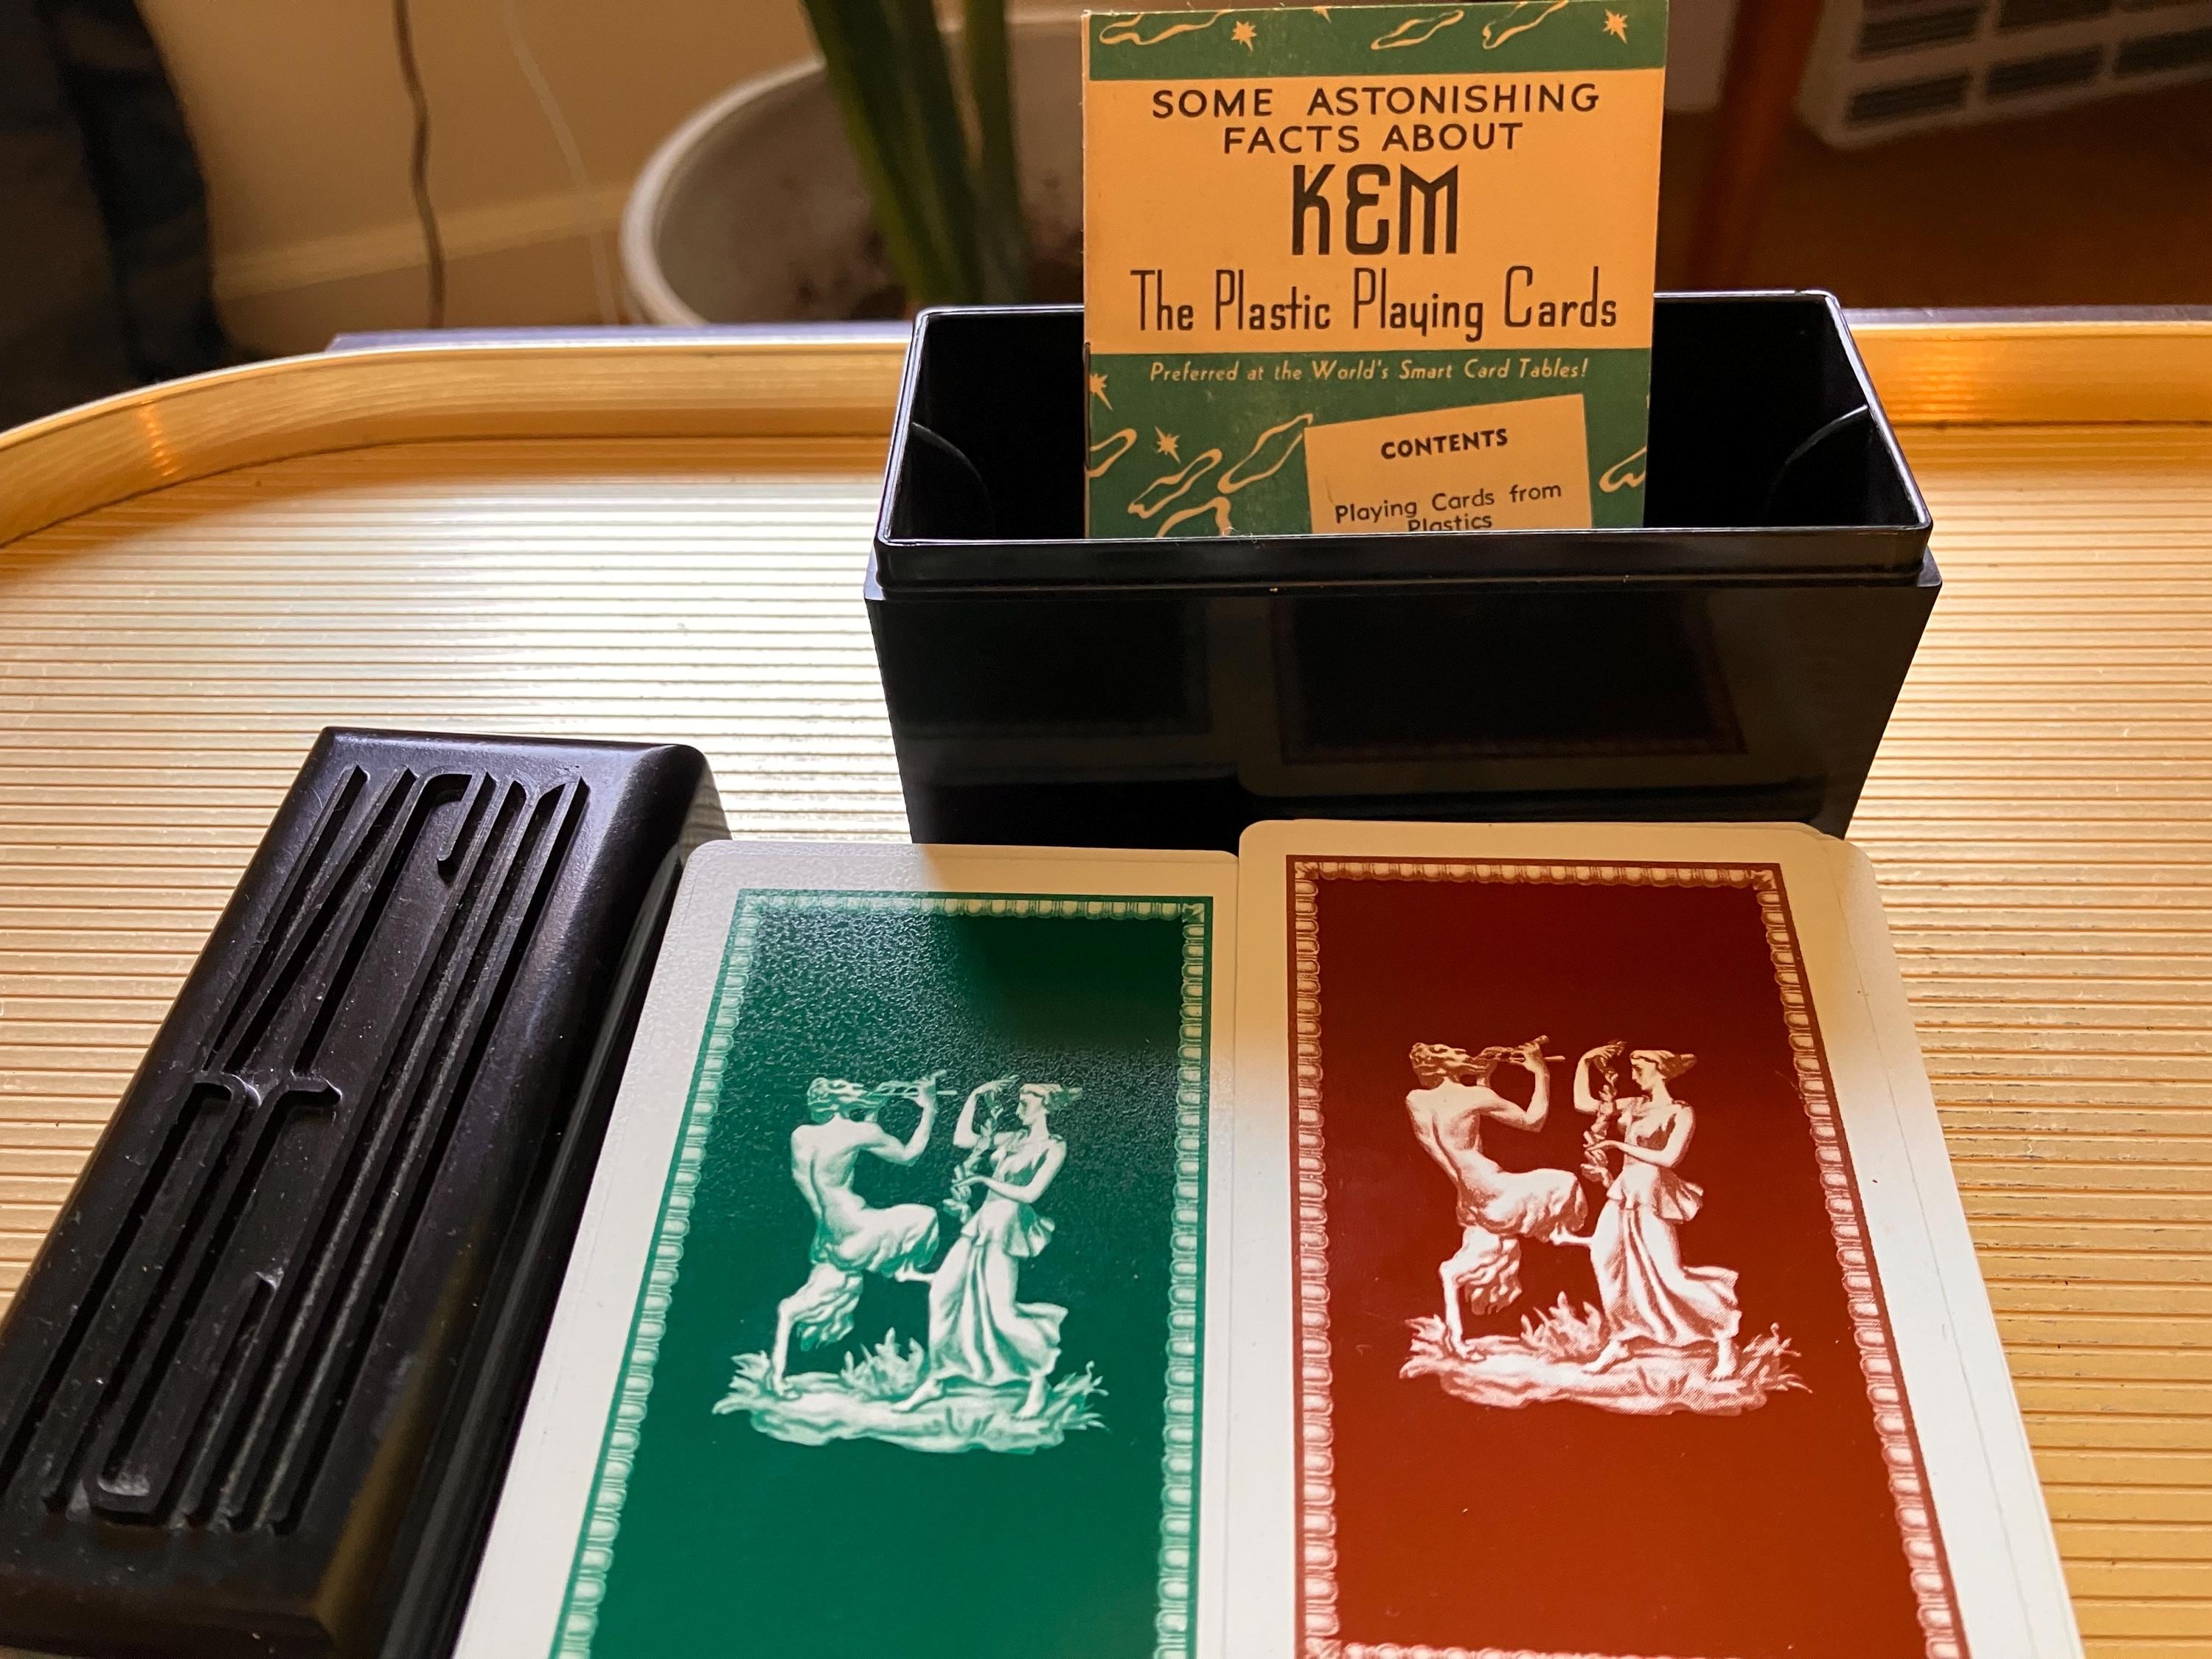 SOME ASTONISHING
FACTS ABOUT
KEM
The Plastic Playing Cards
Preferred at the World's Smart Card Tables!
CONTENTS
Playing Cards from
Plastics